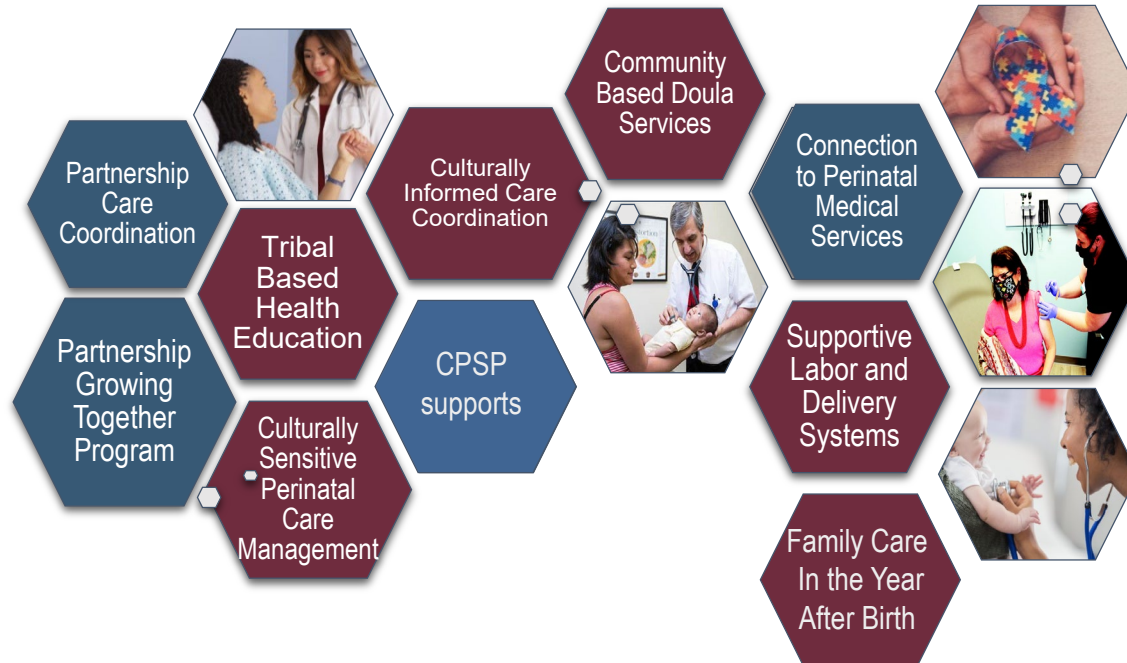 Partnership
Care
Coordination
Partnership
Growing
Together
Program
Tribal
Based
Health
Education
Culturally
Sensitive
Perinatal
Care
Management
Culturally
Informed Care
Coordination
CPSP
supports
Community
Based Doula
Services
Connection
to Perinatal
Medical
Services
Supportive
Labor and
Delivery
Systems
Family Care
In the Year
After Birth